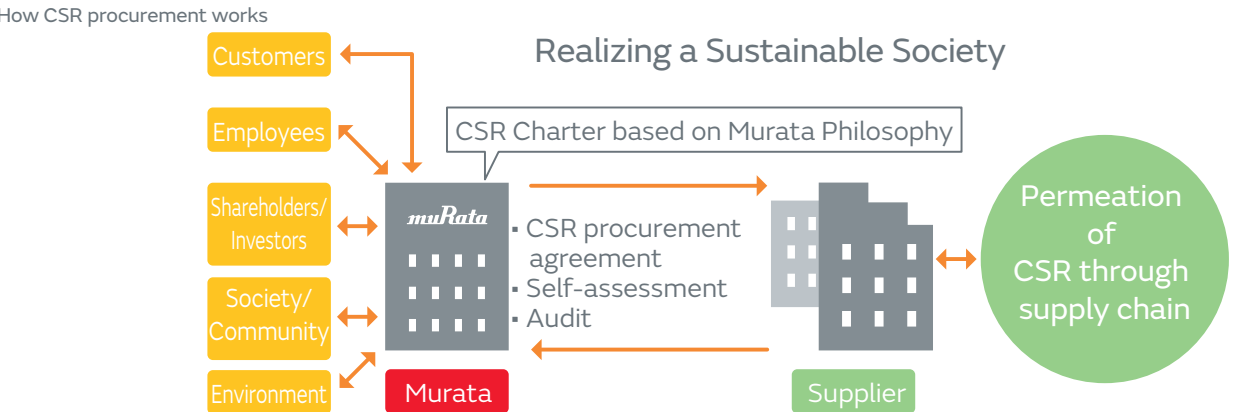 How CSR procurement works
Realizing a Sustainable Society
Customers
Employees
Shareholders/
Investors
Society/
Community
Environment
CSR Charter based on Murata Philosophy
muRata
▪ CSR procurement
agreement
▪ Self-assessment
▪ Audit
Murata
Supplier
Permeation
of
CSR through
supply chain